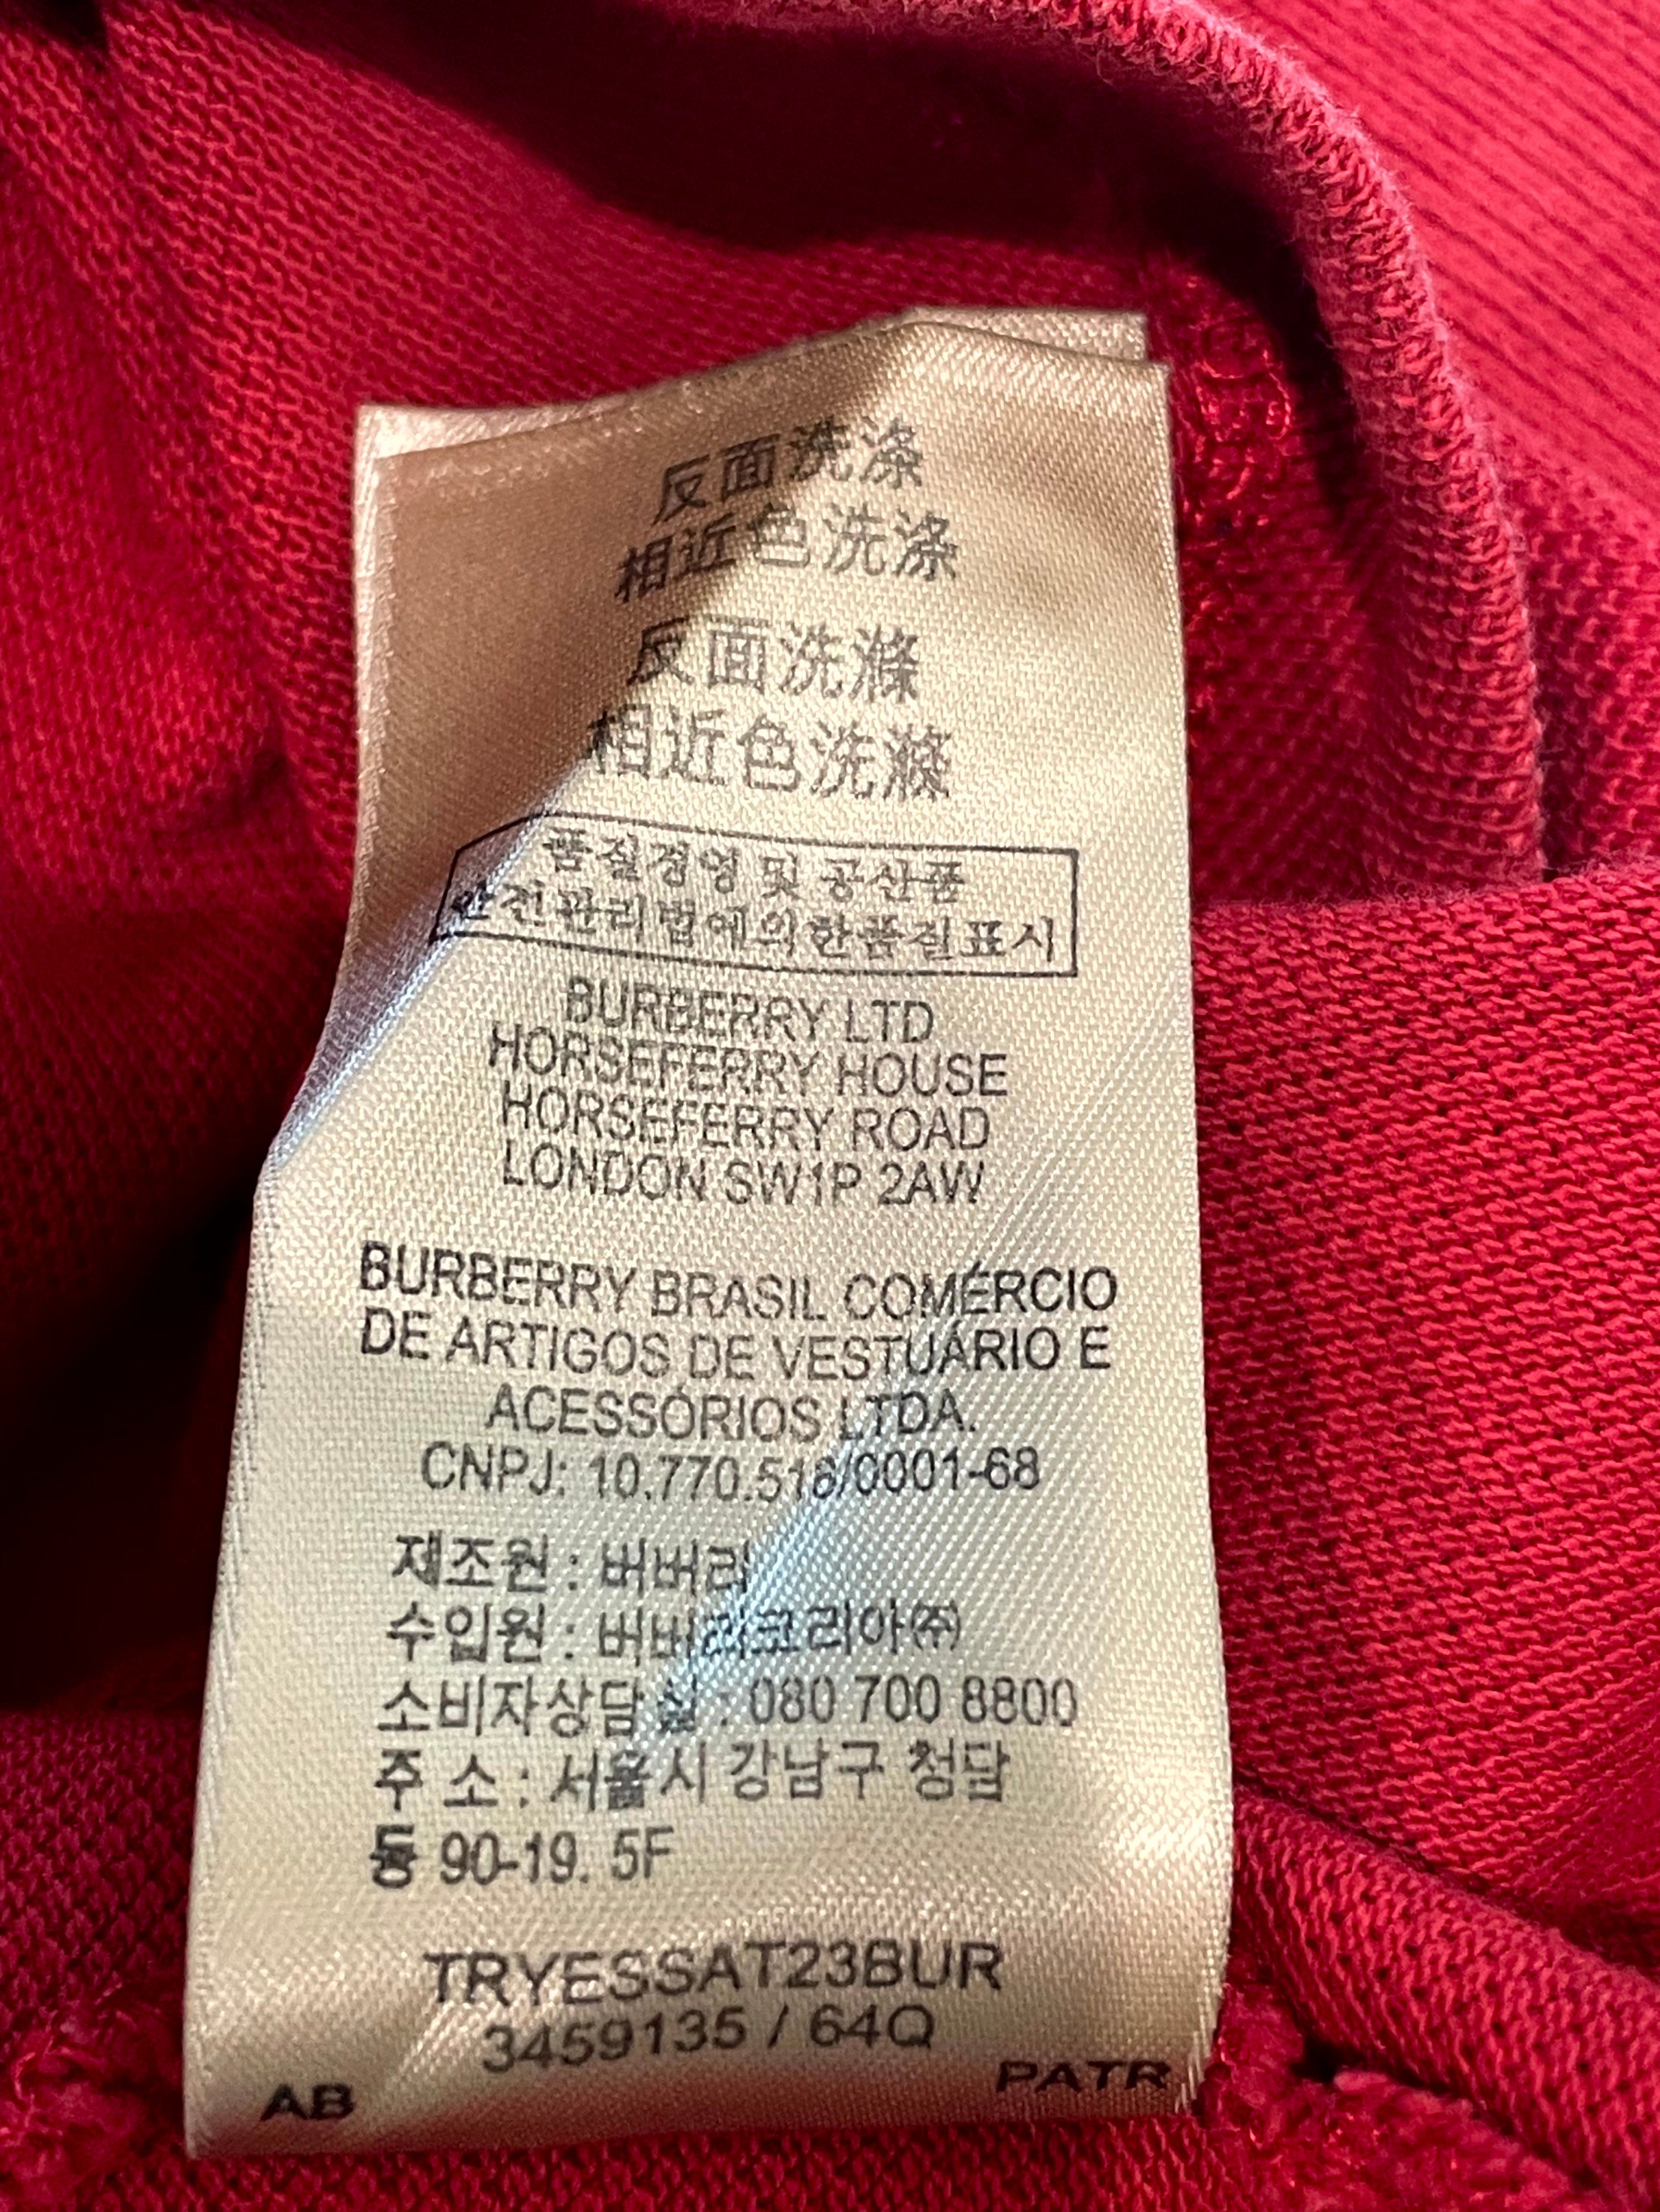 反面洗涤
相近色洗涤
反面洗滌
相近色洗滌
품질경영 및 공산품
안전관리법에의한품질표시
BURBERRY LTD
HORSEFERRY HOUSE
HORSEFERRY ROAD
LONDON SW1P 2AW
BURBERRY BRASIL COMÉRCIO
DE ARTIGOS DE VESTUÁRIO E
ACESSÓRIOS LTDA.
CNPJ: 10.770.516/0001-68
제조원 : 버버리
수입원 : 버버리코리아㈜
소비자상담실 : 080 700 8800
주 소 : 서울시 강남구 청담
동 90-19. 5F
TRYESSAT23BUR
3459135 / 64Q
AB PATR